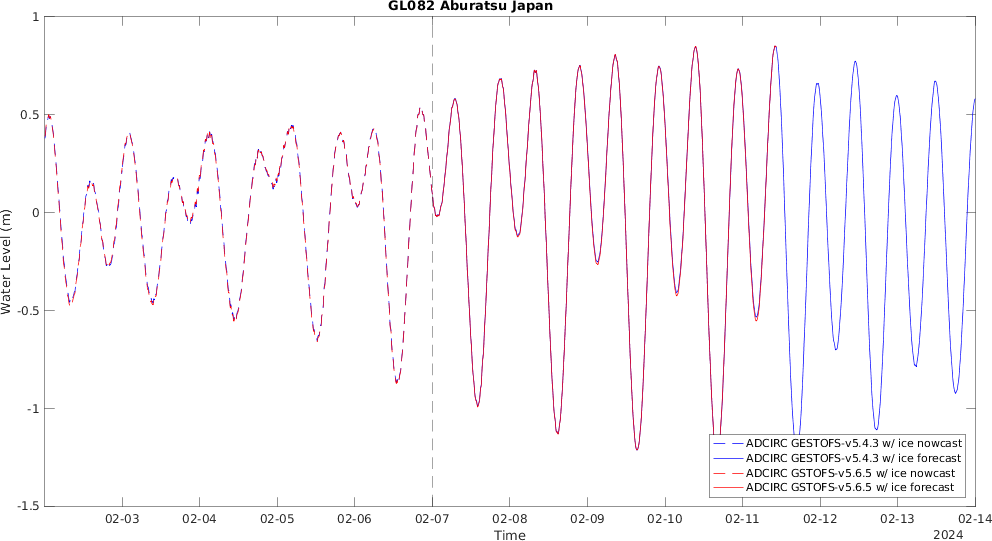 GL082 Aburatsu Japan
Water Level (m)
1
0.5
0
-0.5
-1
-1.5
02-03 02-04 02-05 02-06 02-07 02-08 02-09 02-10 02-11 02-12 02-13 02-14
Time
2024
ADCIRC GESTOFS-v5.4.3 w/ ice nowcast
ADCIRC GESTOFS-v5.4.3 w/ ice forecast
ADCIRC GSTOFS-v5.6.5 w/ ice nowcast
ADCIRC GSTOFS-v5.6.5 w/ ice forecast